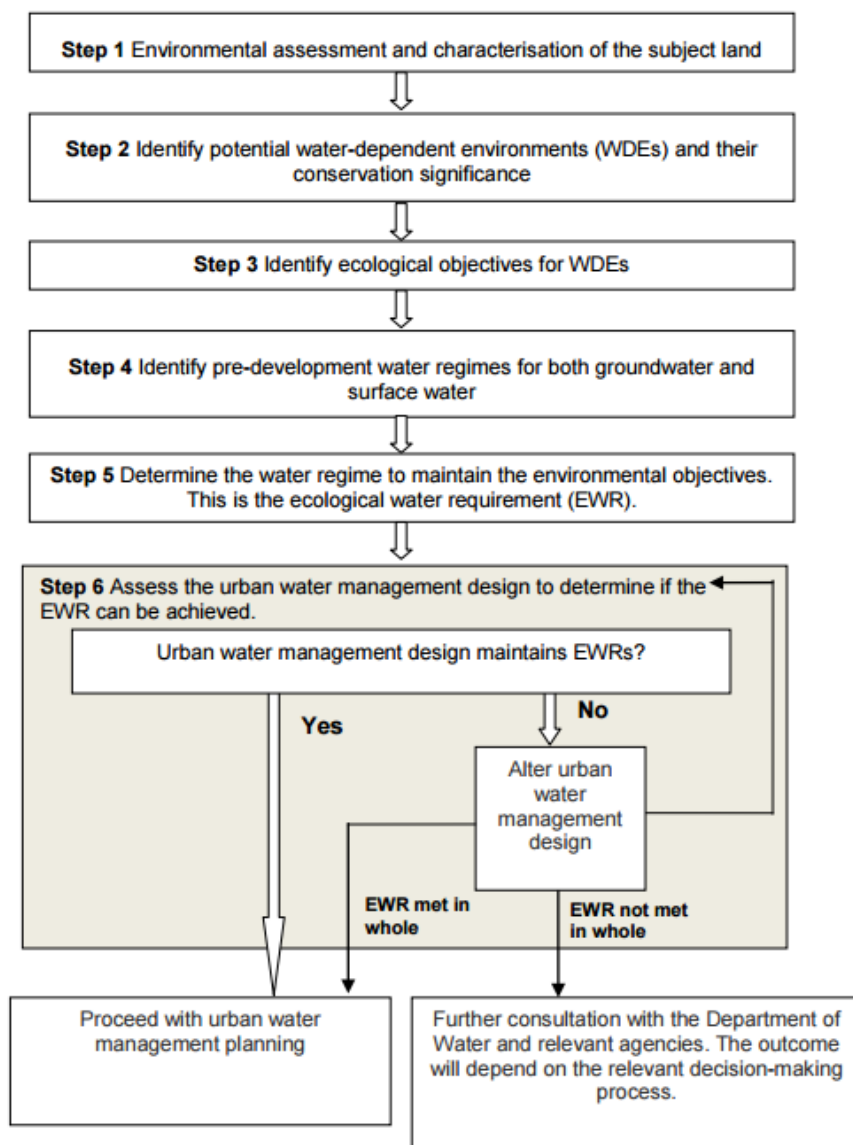 Step 1 Environmental assessment and characterisation of the subject land
Step 2 Identify potential water-dependent environments (WDEs) and their
conservation significance
Step 3 Identify ecological objectives for WDEs
Step 4 Identify pre-development water regimes for both groundwater and
surface water
Step 5 Determine the water regime to maintain the environmental objectives.
This is the ecological water requirement (EWR).
Step 6 Assess the urban water management design to determine if the
EWR can be achieved.
Urban water management design maintains EWRs?
Yes
No
Alter urban
water
management
design
EWR met in
whole
EWR not met
in whole
Proceed with urban water
management planning
Further consultation with the Department of
Water and relevant agencies. The outcome
will depend on the relevant decision-making
process.